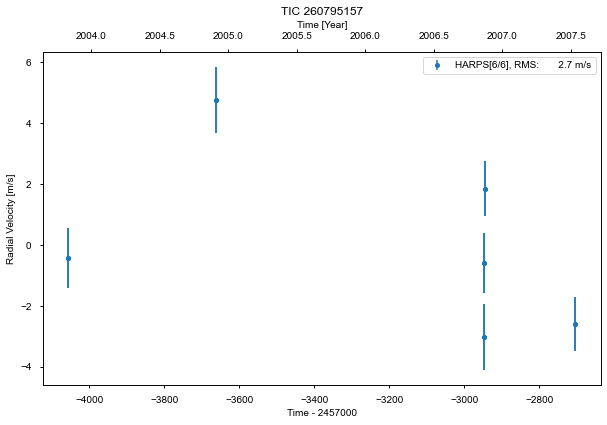 TIC 260795157
Time [Year]
2004.0 2004.5 2005.0 2005.5 2006.0 2006.5 2007.0 2007.5
HARPS[6/6], RMS: 2.7 m/s
Radial Velocity [m/s]
6
4
2
0
−2
−4
−4000 −3800 −3600 −3400 −3200 −3000 −2800
Time - 2457000